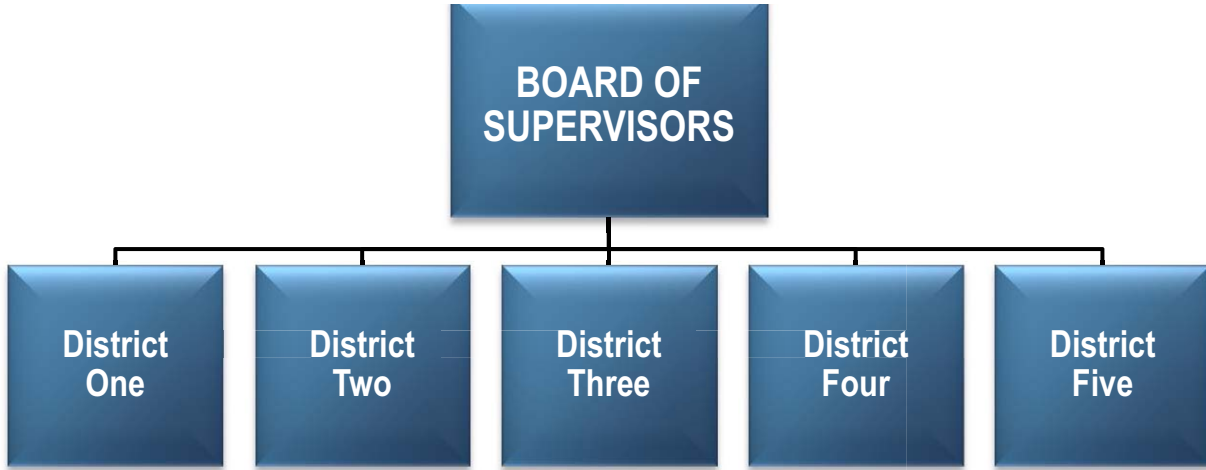 BOARD OF
SUPERVISORS
District
One
District
Two
District
Three
District
Four
District
Five